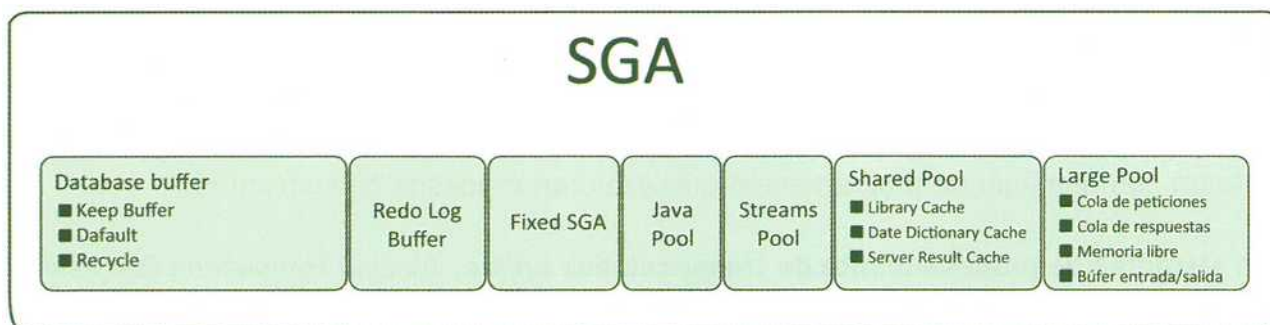 SGA
Database buffer
Keep Buffer
Dafault
Recycle
Redo Log
Buffer
Fixed SGA
Java
Pool
Streams
Pool
Shared Pool
Library Cache
Date Dictionary Cache
Server Result Cache
Large Pool
Cola de peticiones
Cola de respuestas
Memoria libre
Búfer entrada/salida